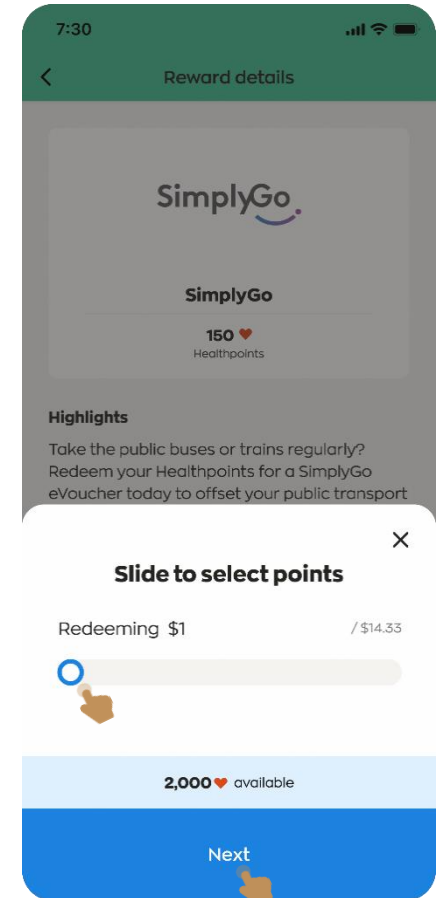 7:30
Reward details
SimplyGo
SimplyGo
150
Healthpoints
Highlights
Take the public buses or trains regularly?
Redeem your Healthpoints for a SimplyGo
eVoucher today to offset your public transport
Slide to select points
Redeeming $1 / $14.33
2,000 available
Next